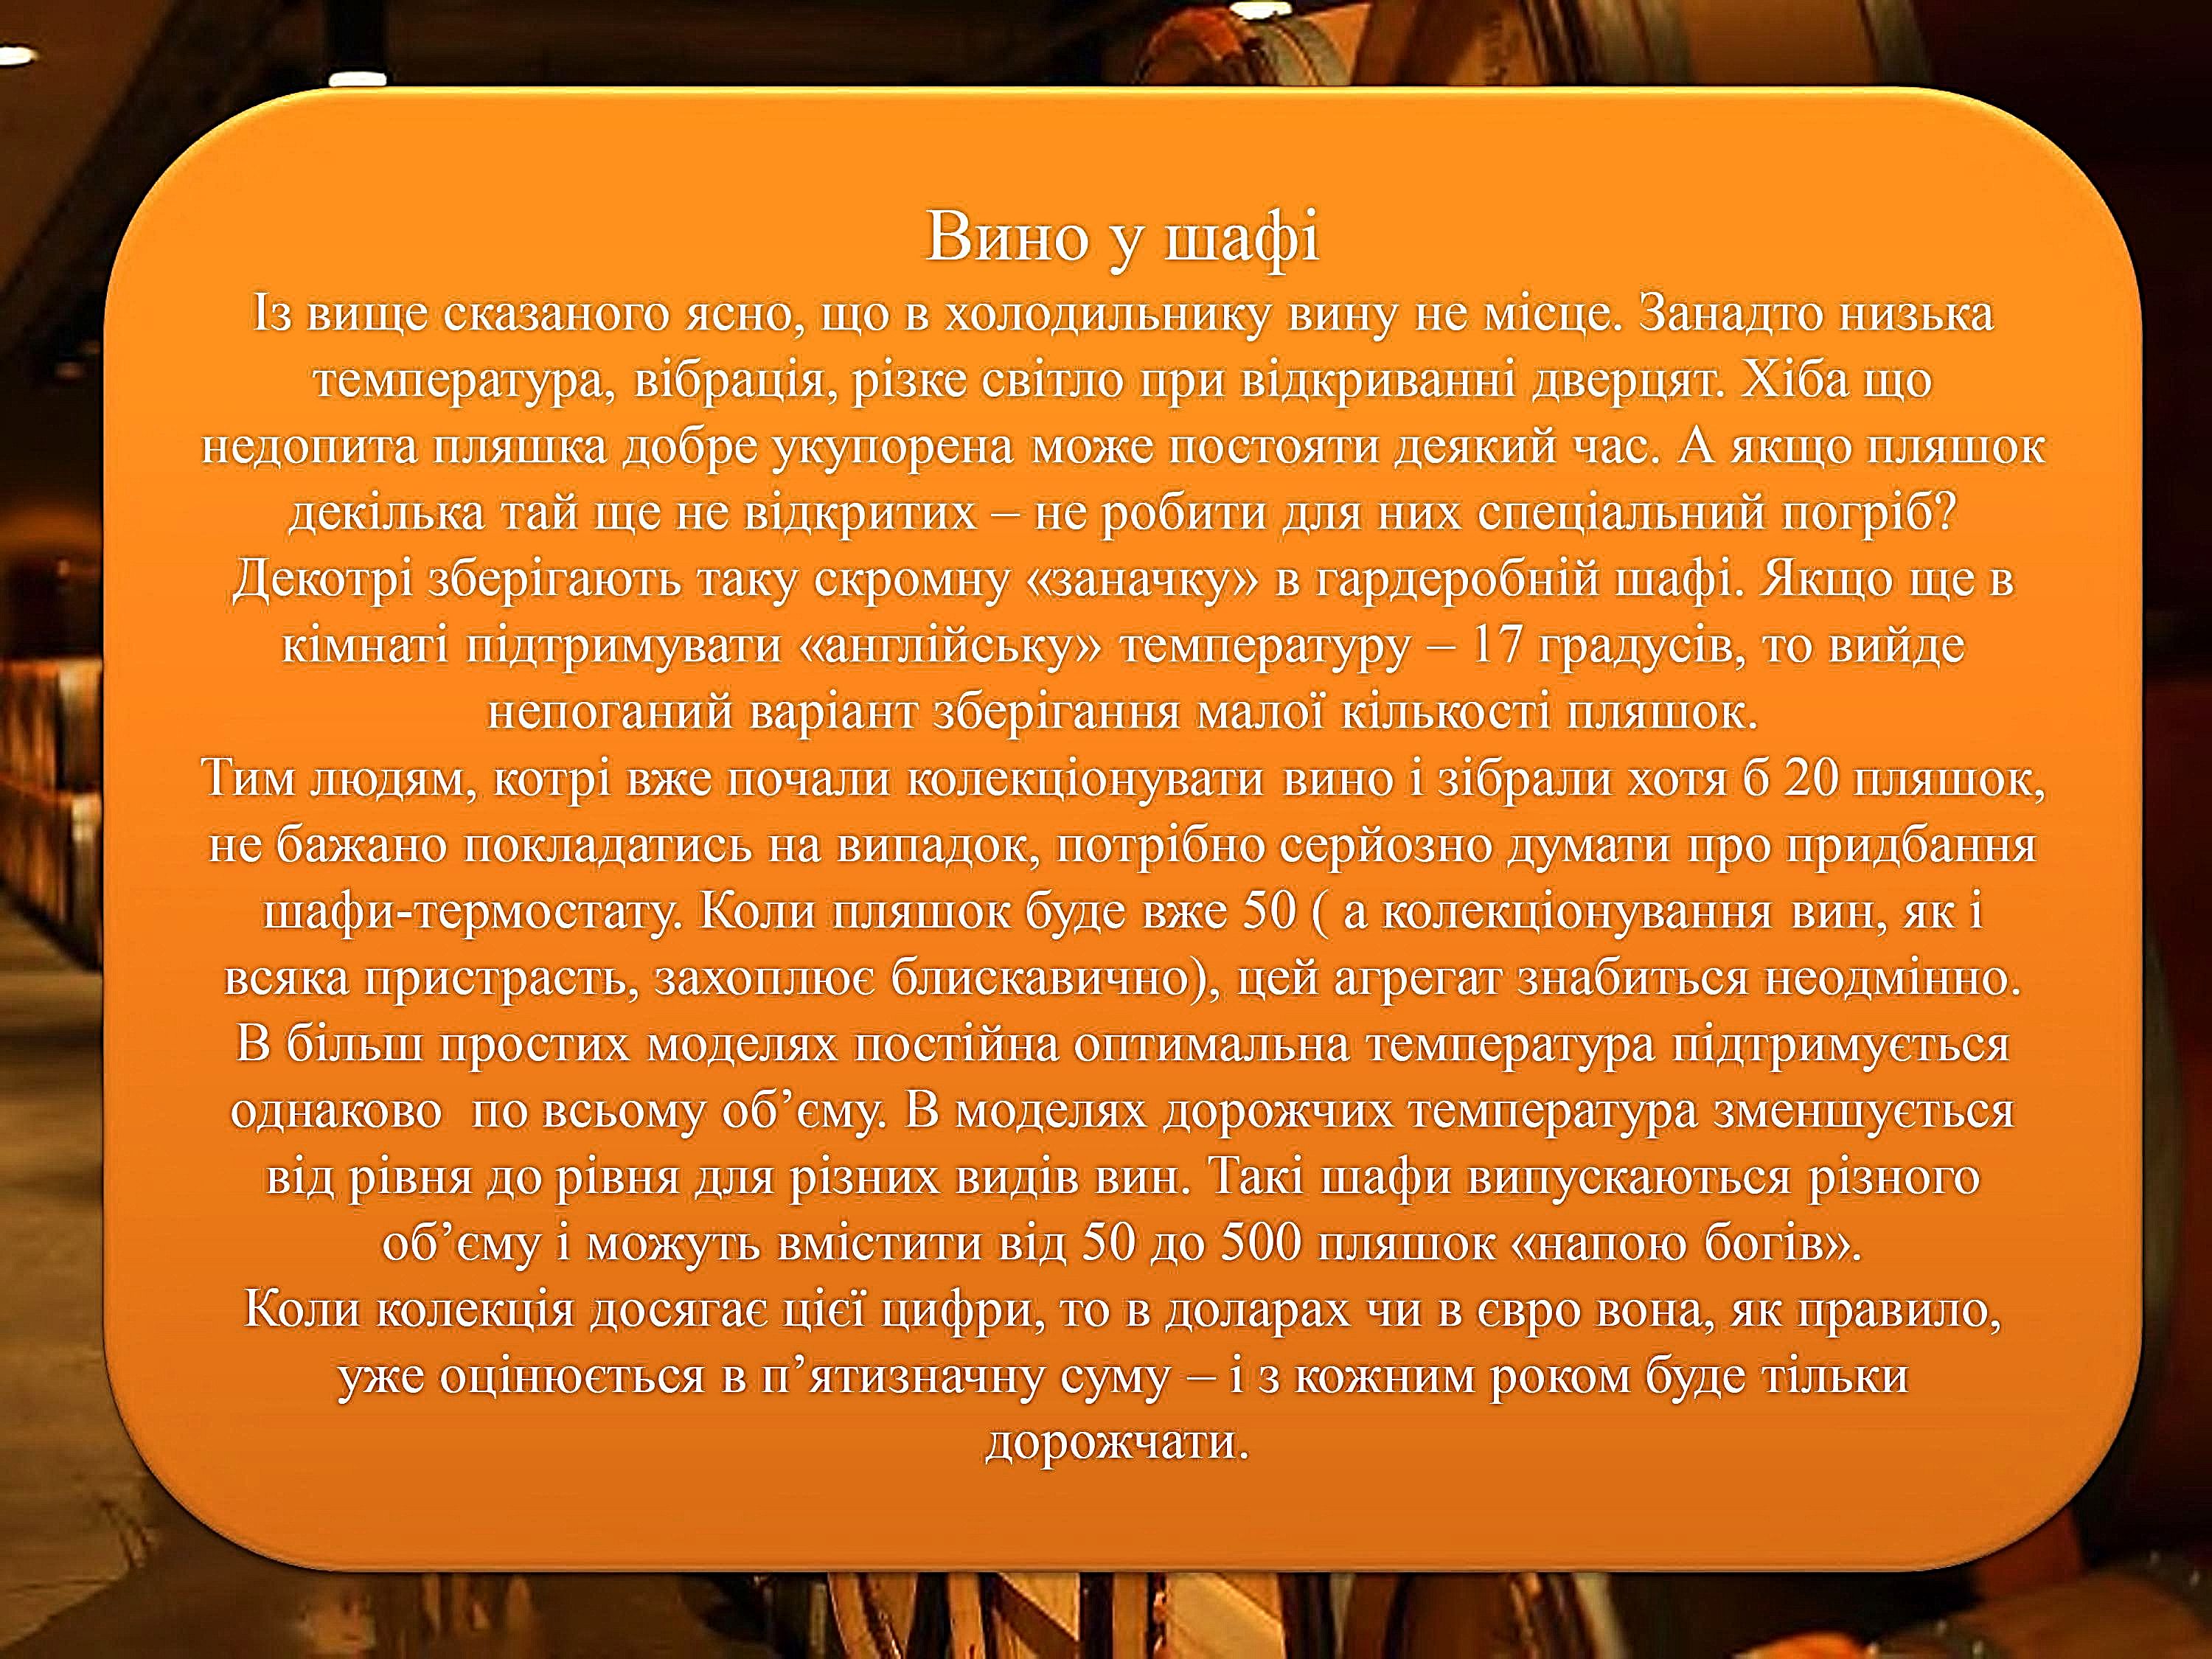 Вино у шафі
Із вище сказаного ясно, що в холодильнику вину не місце. Занадто низька
температура, вібрація, різке світло при відкриванні дверцят. Хіба що
недопита пляшка добре укупорена може постояти деякий час. А якщо пляшок
декілька тай ще не відкритих – не робити для них спеціальний погріб?
Декотрі зберігають таку скромну «заначку» в гардеробній шафі. Якщо ще в
кімнаті підтримувати «англійську» температуру – 17 градусів, то вийде
непоганий варіант зберігання малої кількості пляшок.
Тим людям, котрі вже почали колекціонувати вино і зібрали хотя б 20 пляшок,
не бажано покладатись на випадок, потрібно серйозно думати про придбання
шафи-термостату. Коли пляшок буде вже 50 ( а колекціонування вин, як і
всяка пристрасть, захоплює блискавично), цей агрегат знабиться неодмінно.
В більш простих моделях постійна оптимальна температура підтримується
однаково  по всьому об’єму. В моделях дорожчих температура зменшується
від рівня до рівня для різних видів вин. Такі шафи випускаються різного
об’єму і можуть вмістити від 50 до 500 пляшок «напою богів».
Коли колекція досягає цієї цифри, то в доларах чи в євро вона, як правило,
уже оцінюється в п’ятизначну суму – і з кожним роком буде тільки
дорожчати.